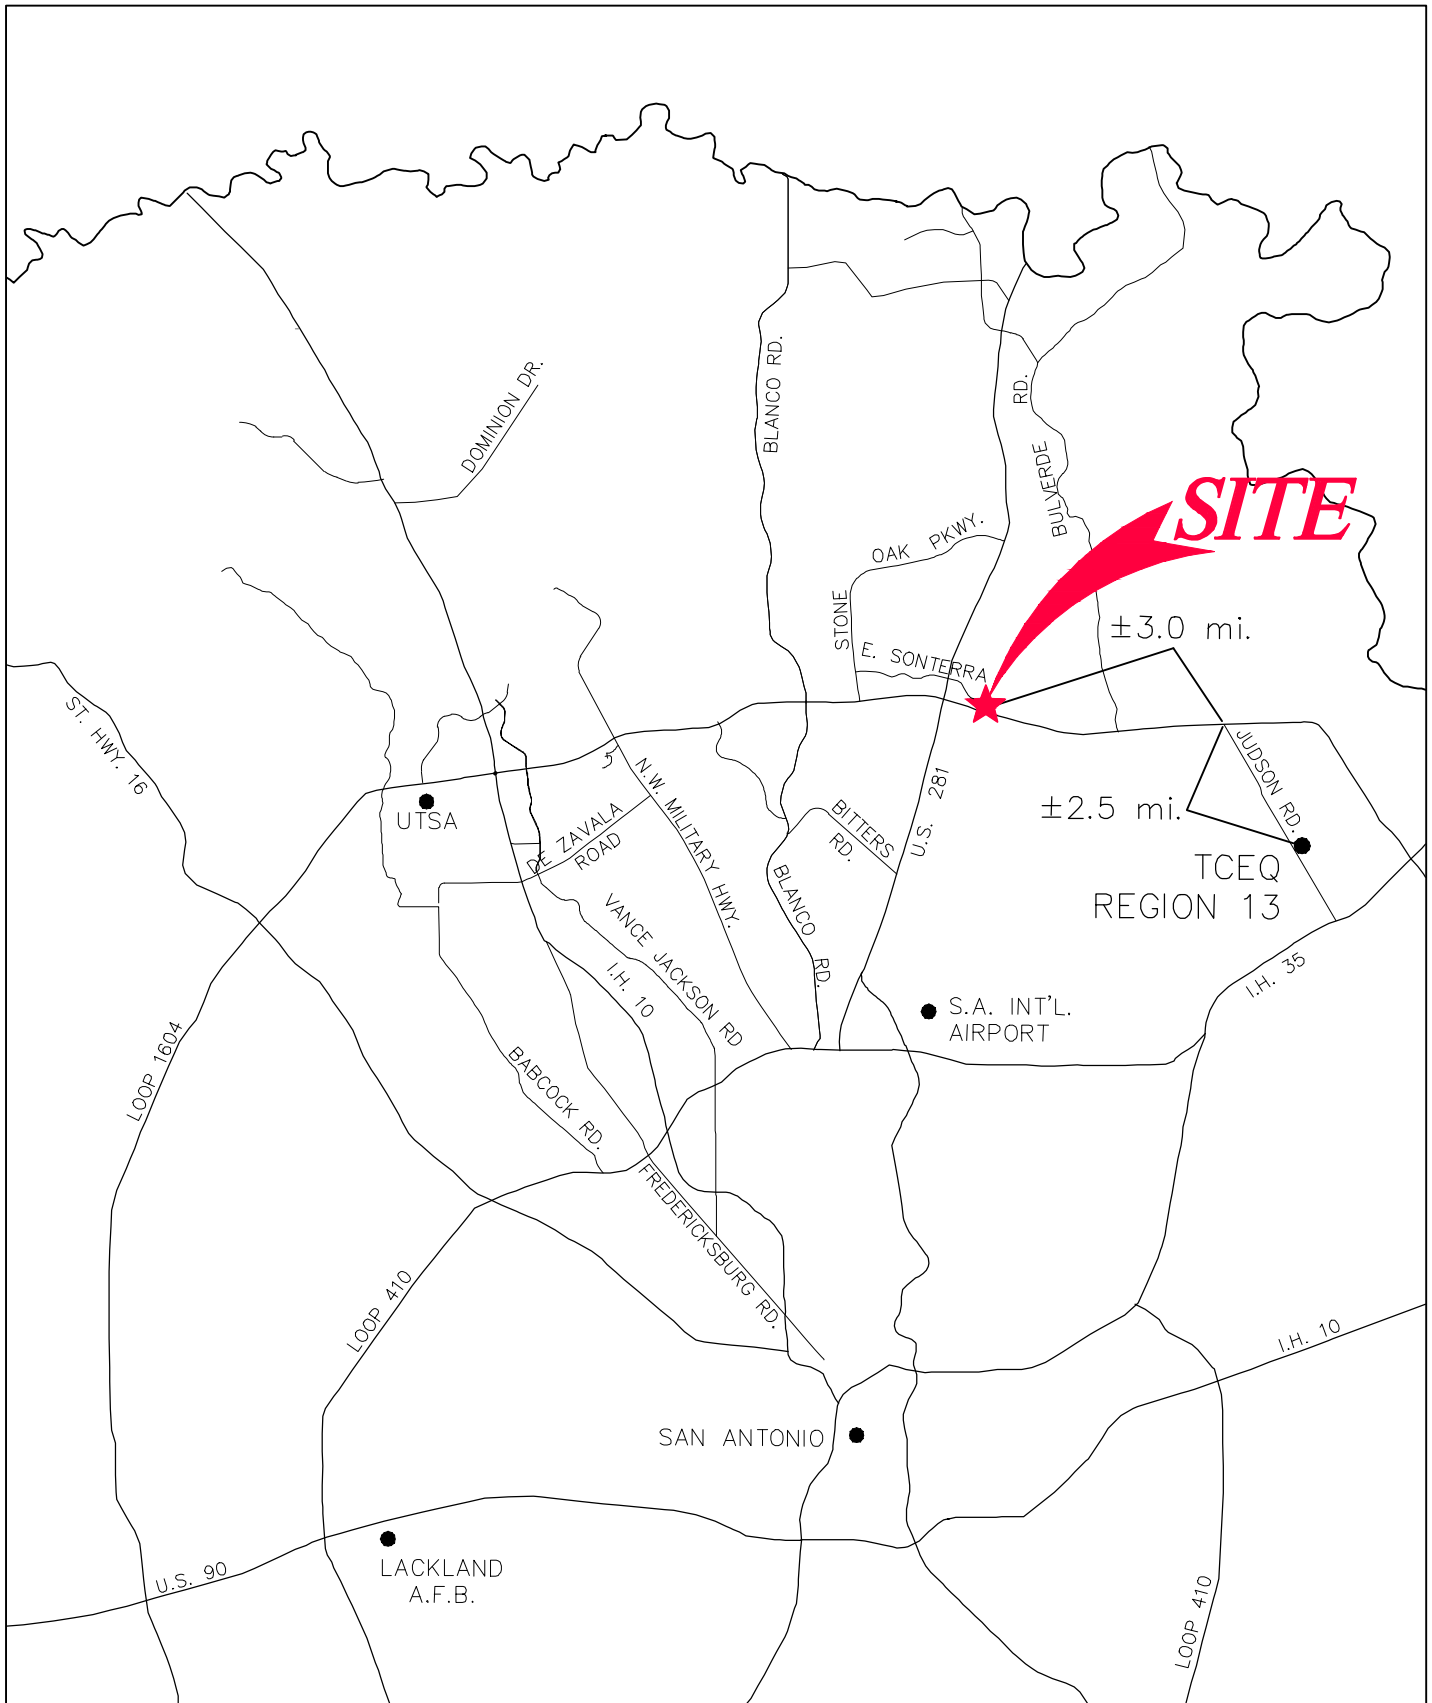 BLANCO RD.
DOMINION DR.
RD.
BULVERDE
SITE
OAK PKWY.
STONE
E. SONTERRA
±3.0 mi.
ST. HWY. 16
JUDSON RD.
N.W. MILITARY HWY.
U.S. 281
±2.5 mi.
UTSA
BITTERS
RD.
DE ZAVALA
ROAD
TCEQ
REGION 13
BLANCO RD.
VANCE JACKSON RD
I.H. 10
I.H. 35
S.A. INT'L.
AIRPORT
LOOP 1604
BABCOCK RD.
FREDERICKSBURG RD.
LOOP 410
I.H. 10
SAN ANTONIO
LACKLAND
A.F.B.
U.S. 90
LOOP 410